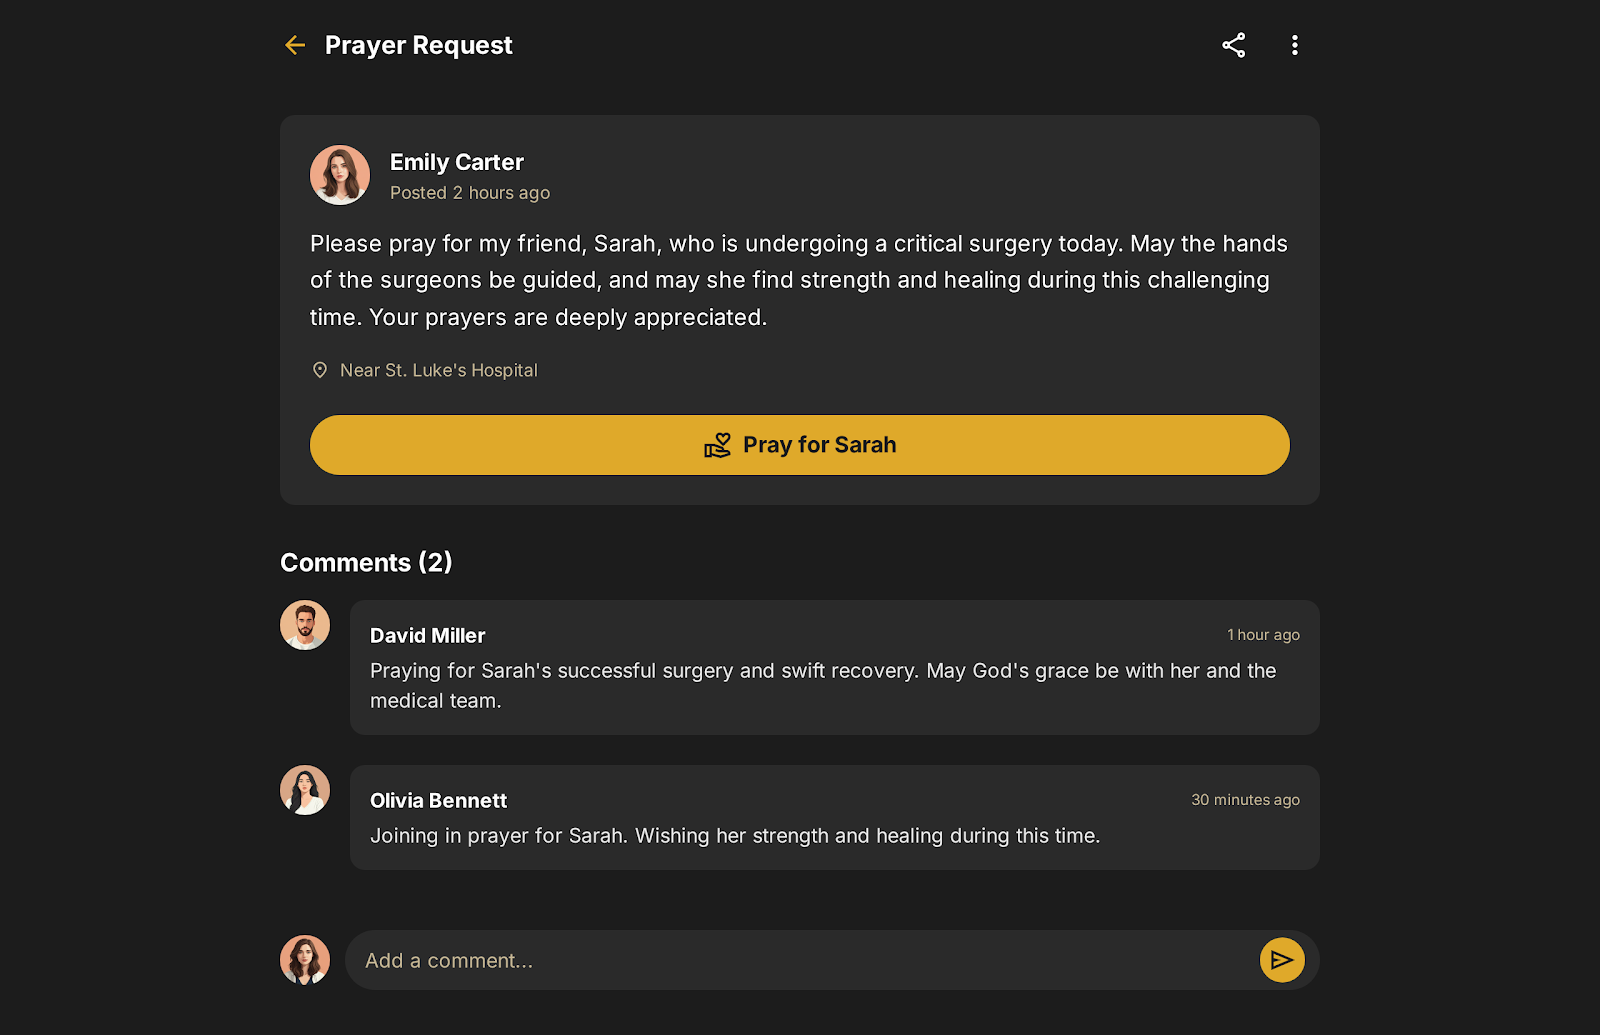 Prayer Request
Emily Carter
Posted 2 hours ago
Please pray for my friend, Sarah, who is undergoing a critical surgery today. May the hands
of the surgeons be guided, and may she find strength and healing during this challenging
time. Your prayers are deeply appreciated.
Near St. Luke's Hospital
Pray for Sarah
Comments (2)
David Miller
1 hour ago
Praying for Sarah's successful surgery and swift recovery. May God's grace be with her and the
medical team.
Olivia Bennett
30 minutes ago
Joining in prayer for Sarah. Wishing her strength and healing during this time.
Add a comment...